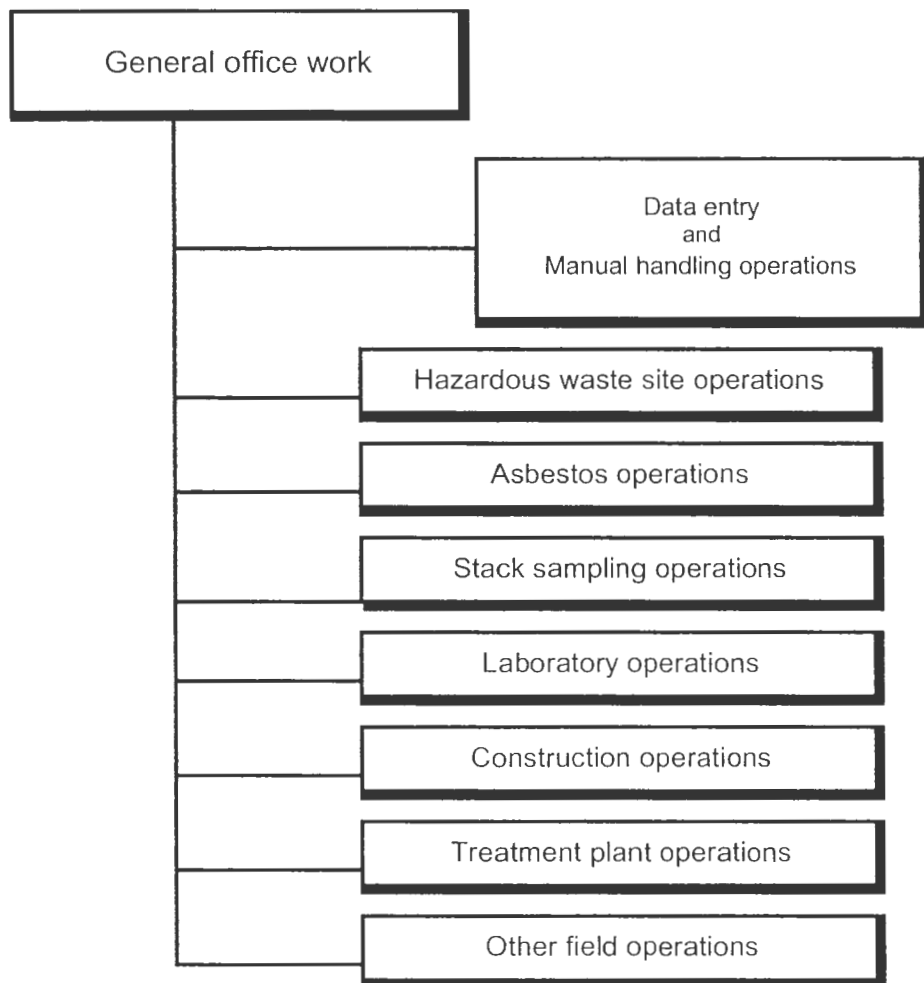 General office work
Data entry
and
Manual handling operations
Hazardous waste site operations
Asbestos operations
Stack sampling operations
Laboratory operations
Construction operations
Treatment plant operations
Other field operations